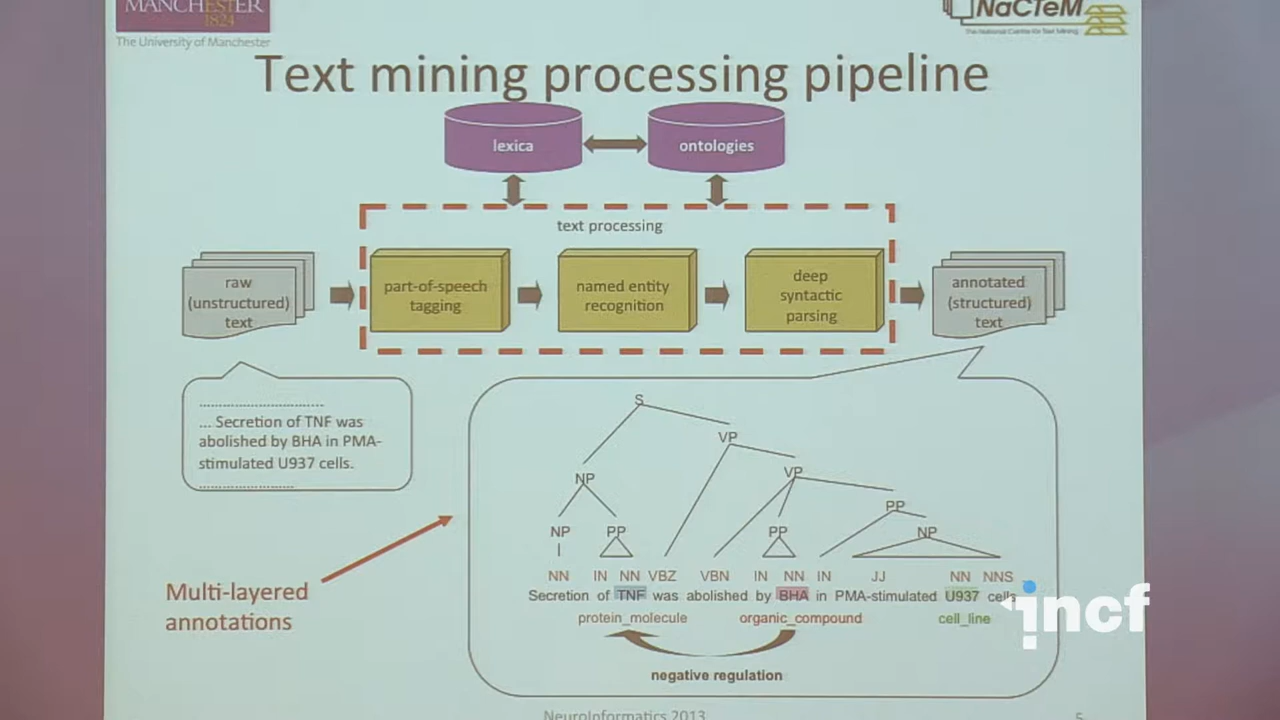 MANCHESTER
1824
The University of Manchester
NaCTeM
The National Centre for Text Mining
Text mining processing pipeline
lexica
ontologies
text processing
raw
(unstructured)
text
part-of-speech
tagging
named entity
recognition
deep
syntactic
parsing
annotated
(structured)
text
... Secretion of TNF was
abolished by BHA in PMA-
stimulated U937 cells.
S
VP
NP
VP
PP
NP
PP
PP
NP
NN IN NN VBZ VBN IN NN IN JJ NN NNS
Secretion of TNF was abolished by BHA in PMA-stimulated U937 cells
protein_molecule organic_compound cell_line
negative regulation
Multi-layered
annotations
incf
NeuroInformatics 2013
5